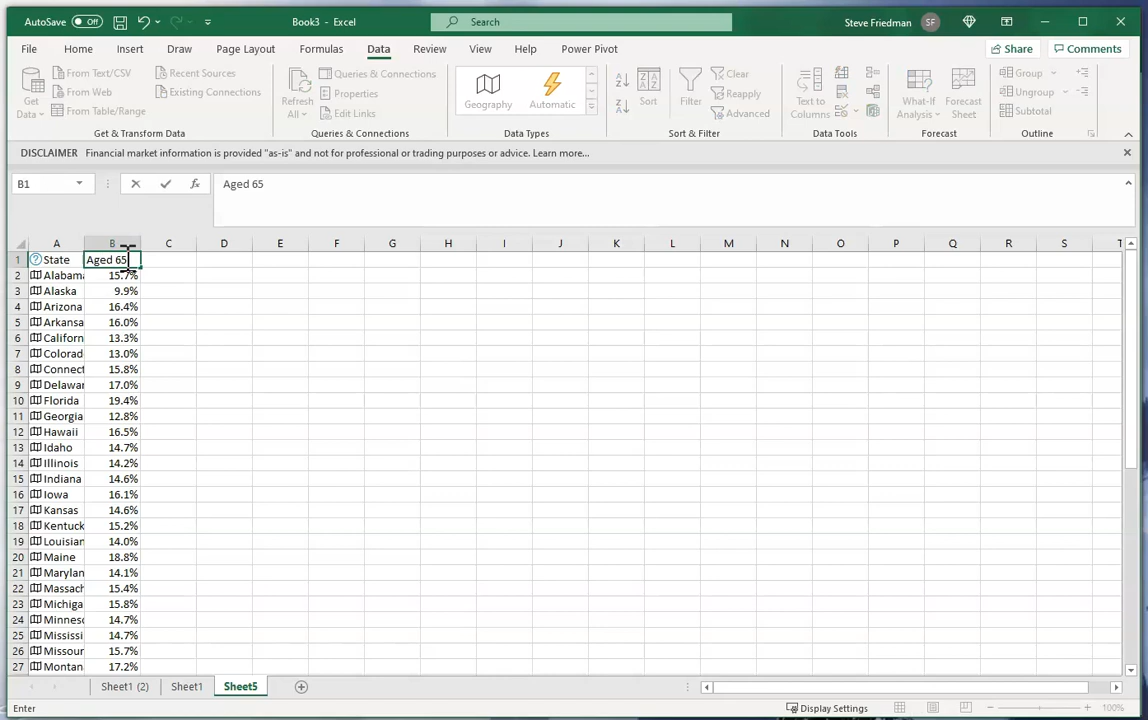 AutoSave Off Book3 - Excel Search Steve Friedman SF
File Home Insert Draw Page Layout Formulas Data Review View Help Power Pivot Share Comments
Get Data
From Text/CSV
From Web
From Table/Range
Recent Sources
Existing Connections
Get & Transform Data
Refresh All
Queries & Connections
Properties
Edit Links
Queries & Connections
Geography
Automatic
Data Types
Sort
Filter
Clear
Reapply
Advanced
Sort & Filter
Text to Columns
Data Tools
What-If Analysis
Forecast Sheet
Forecast
Group
Ungroup
Subtotal
Outline
DISCLAIMER Financial market information is provided "as-is" and not for professional or trading purposes or advice. Learn more...
B1 fx Aged 65
A B C D E F G H I J K L M N O P Q R S T
1 State Aged 65
2 Alabama 15.7%
3 Alaska 9.9%
4 Arizona 16.4%
5 Arkansa 16.0%
6 Californ 13.3%
7 Colorad 13.0%
8 Connect 15.8%
9 Delawar 17.0%
10 Florida 19.4%
11 Georgia 12.8%
12 Hawaii 16.5%
13 Idaho 14.7%
14 Illinois 14.2%
15 Indiana 14.6%
16 Iowa 16.1%
17 Kansas 14.6%
18 Kentuck 15.2%
19 Louisian 14.0%
20 Maine 18.8%
21 Marylan 14.1%
22 Massach 15.4%
23 Michiga 15.8%
24 Minnes 14.7%
25 Mississi 14.7%
26 Missour 15.7%
27 Montan 17.2%
Sheet1 (2) Sheet1 Sheet5
Enter Display Settings 100%